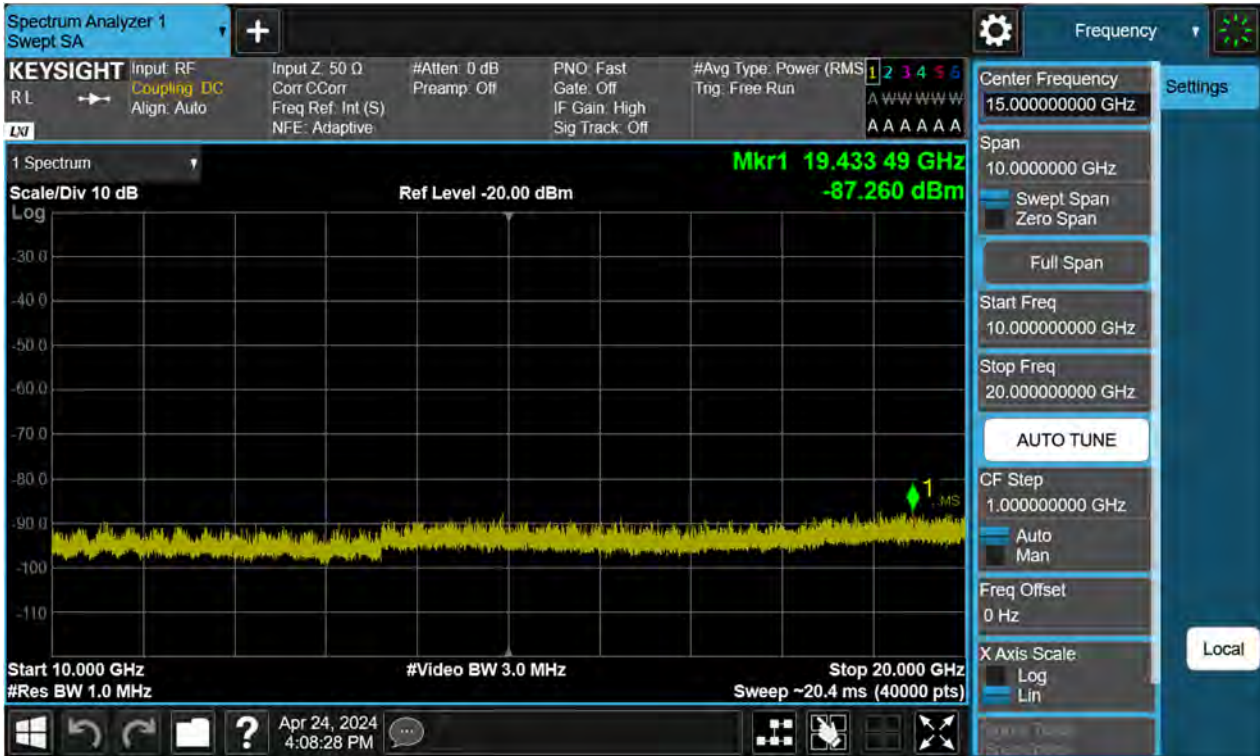 Spectrum Analyzer 1
Swept SA
+
Frequency
KEYSIGHT
RL
LXI
Input: RF
Coupling: DC
Align: Auto
Input Z: 50 Ω
Corr CCorr
Freq Ref: Int (S)
NFE: Adaptive
#Atten: 0 dB
Preamp: Off
PNO: Fast
Gate: Off
IF Gain: High
Sig Track: Off
#Avg Type: Power (RMS
Trig: Free Run
1 2 3 4 5 6
A W W W W W
A A A A A A
1 Spectrum
Scale/Div 10 dB
Ref Level -20.00 dBm
Mkr1 19.433 49 GHz
-87.260 dBm
Log
-30.0
-40.0
-50.0
-60.0
-70.0
-80.0
-90.0
-100
-110
1
Start 10.000 GHz
#Res BW 1.0 MHz
#Video BW 3.0 MHz
Stop 20.000 GHz
Sweep ~20.4 ms (40000 pts)
Center Frequency
15.000000000 GHz
Span
10.0000000 GHz
Swept Span
Zero Span
Full Span
Start Freq
10.000000000 GHz
Stop Freq
20.000000000 GHz
AUTO TUNE
CF Step
1.000000000 GHz
Auto
Man
Freq Offset
0 Hz
X Axis Scale
Log
Lin
Settings
Local
?
Apr 24, 2024
4:08:28 PM